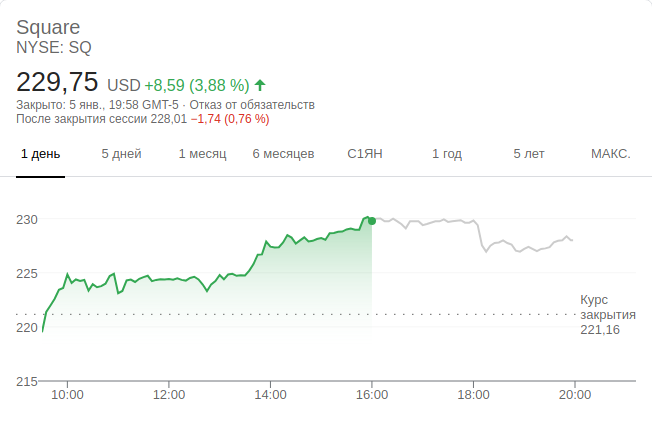 Square
NYSE: SQ
229,75 USD +8,59 (3,88 %)
Закрыто: 5 янв., 19:58 GMT-5 · Отказ от обязательств
После закрытия сессии 228,01 −1,74 (0,76 %)
1 день 5 дней 1 месяц 6 месяцев С1ЯН 1 год 5 лет МАКС.
230
225
Курс
закрытия
221,16
220
215
10:00 12:00 14:00 16:00 18:00 20:00